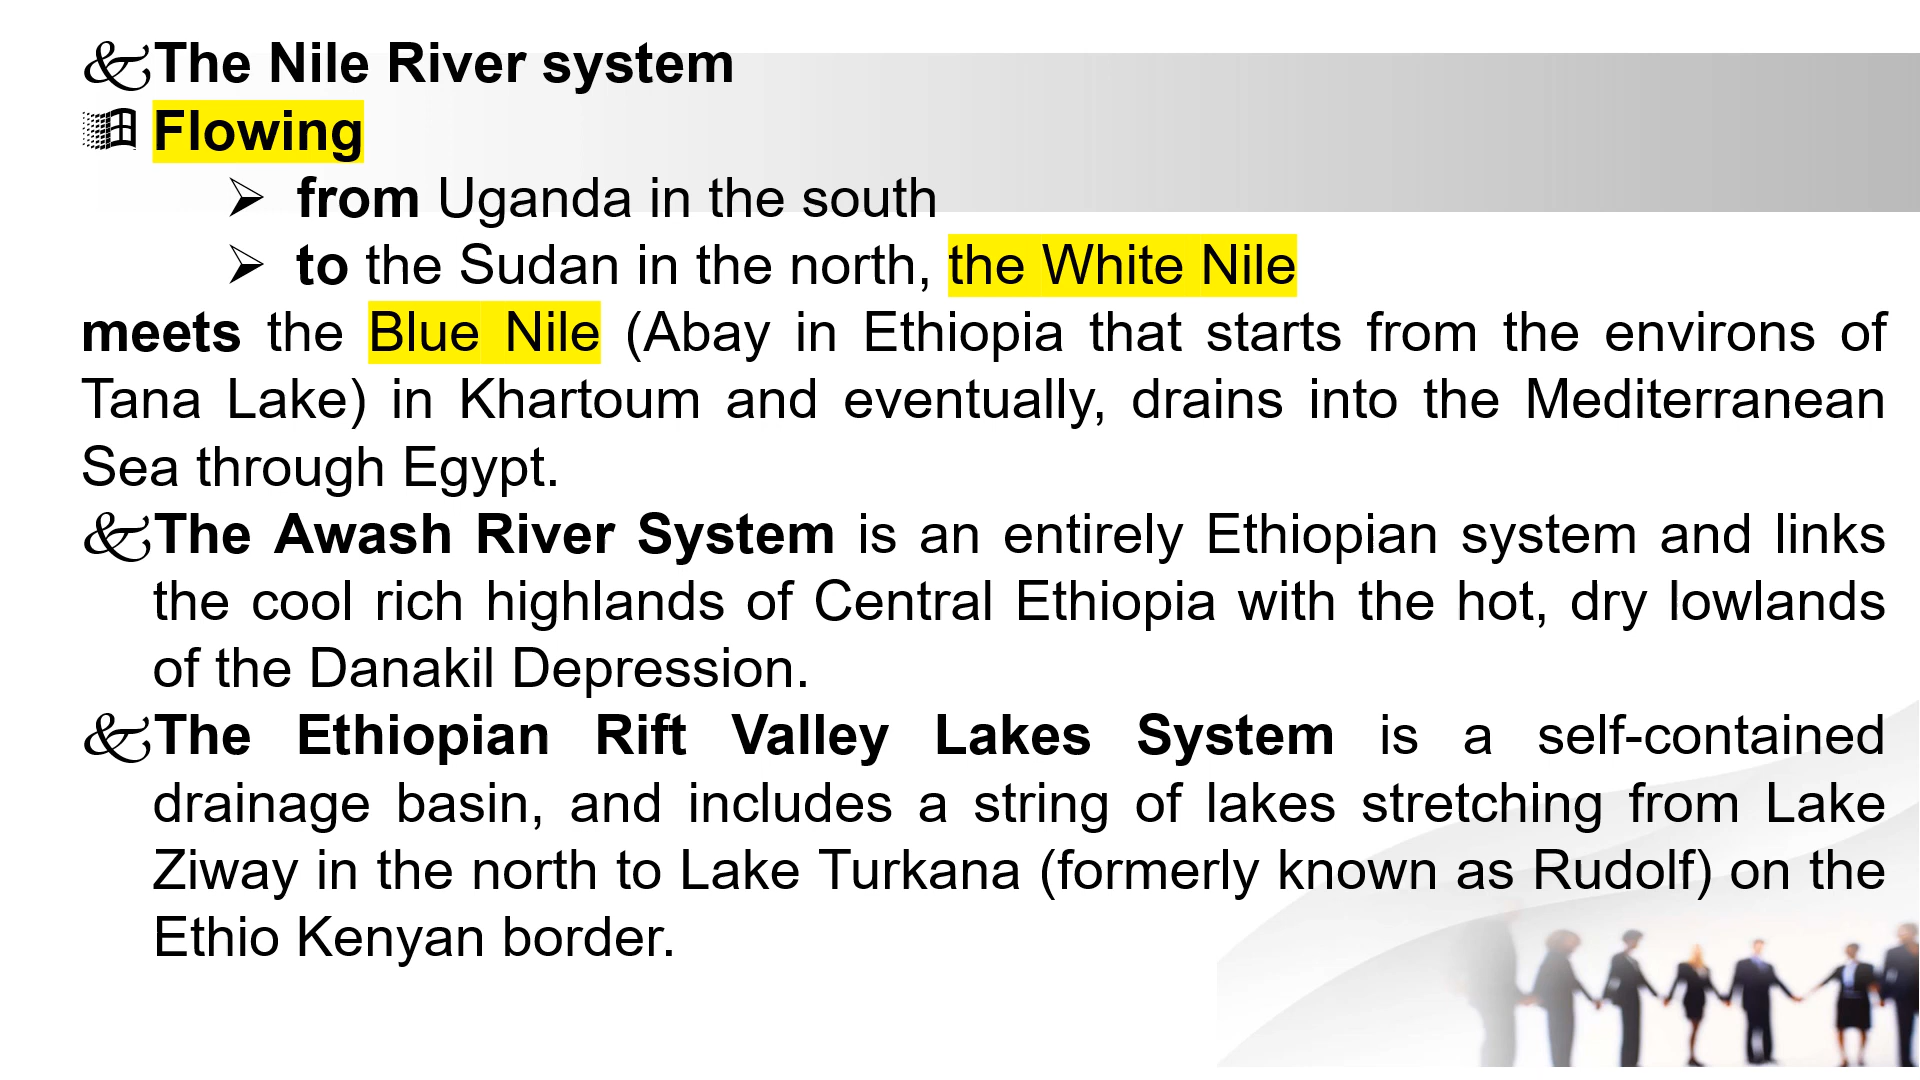 The Nile River system
Flowing
➢ from Uganda in the south
➢ to the Sudan in the north, the White Nile
meets the Blue Nile (Abay in Ethiopia that starts from the environs of
Tana Lake) in Khartoum and eventually, drains into the Mediterranean
Sea through Egypt.
The Awash River System is an entirely Ethiopian system and links
the cool rich highlands of Central Ethiopia with the hot, dry lowlands
of the Danakil Depression.
The Ethiopian Rift Valley Lakes System is a self-contained
drainage basin, and includes a string of lakes stretching from Lake
Ziway in the north to Lake Turkana (formerly known as Rudolf) on the
Ethio Kenyan border.